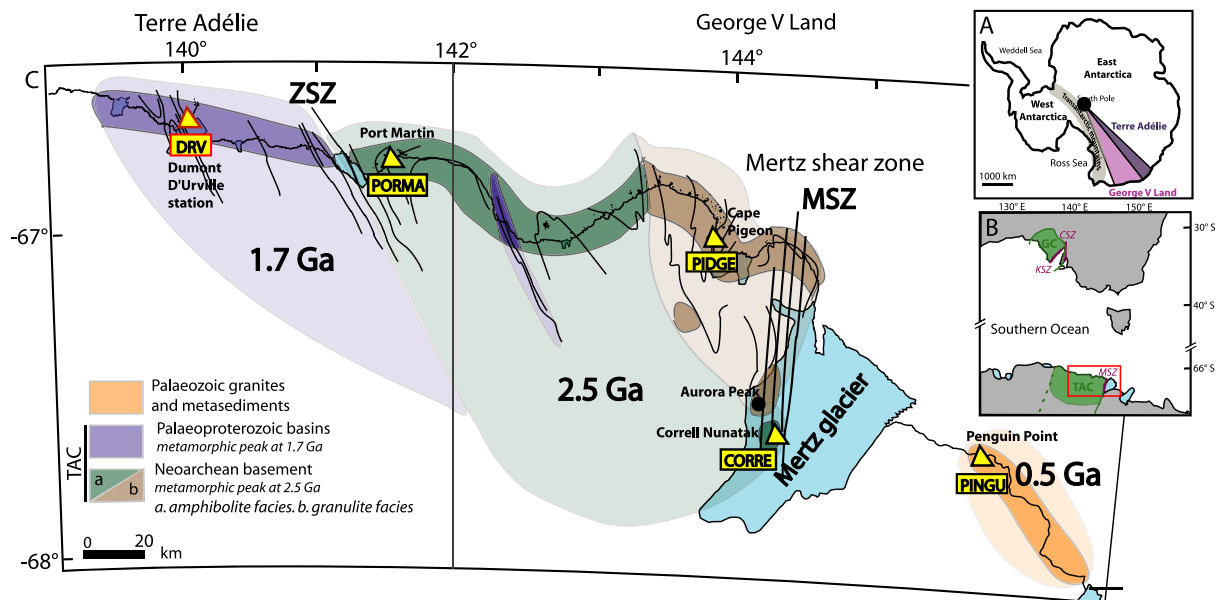 Terre Adélie
George V Land
140°
142°
144°
C
ZSZ
Port Martin
DRV
Dumont
D'Urville
station
PORMA
Mertz shear zone
MSZ
Cape
Pigeon
PIDGE
-67°
1.7 Ga
2.5 Ga
Aurora Peak
Correll Nunatak
CORRE
Mertz glacier
Penguin Point
PINGU
0.5 Ga
-68°
Palaeozoic granites
and metasediments
Palaeoproterozoic basins
metamorphic peak at 1.7 Ga
TAC
a
b
Neoarchean basement
metamorphic peak at 2.5 Ga
a. amphibolite facies. b. granulite facies
0 20
km
A
Weddell Sea
East
Antarctica
South Pole
West
Antarctica
Transantarctic mountains
Terre Adélie
Ross Sea
1000 km
George V Land
130°E 140°E 150°E
B
30° S
CSZ
GC
KSZ
40° S
Southern Ocean
66° S
MSZ
TAC